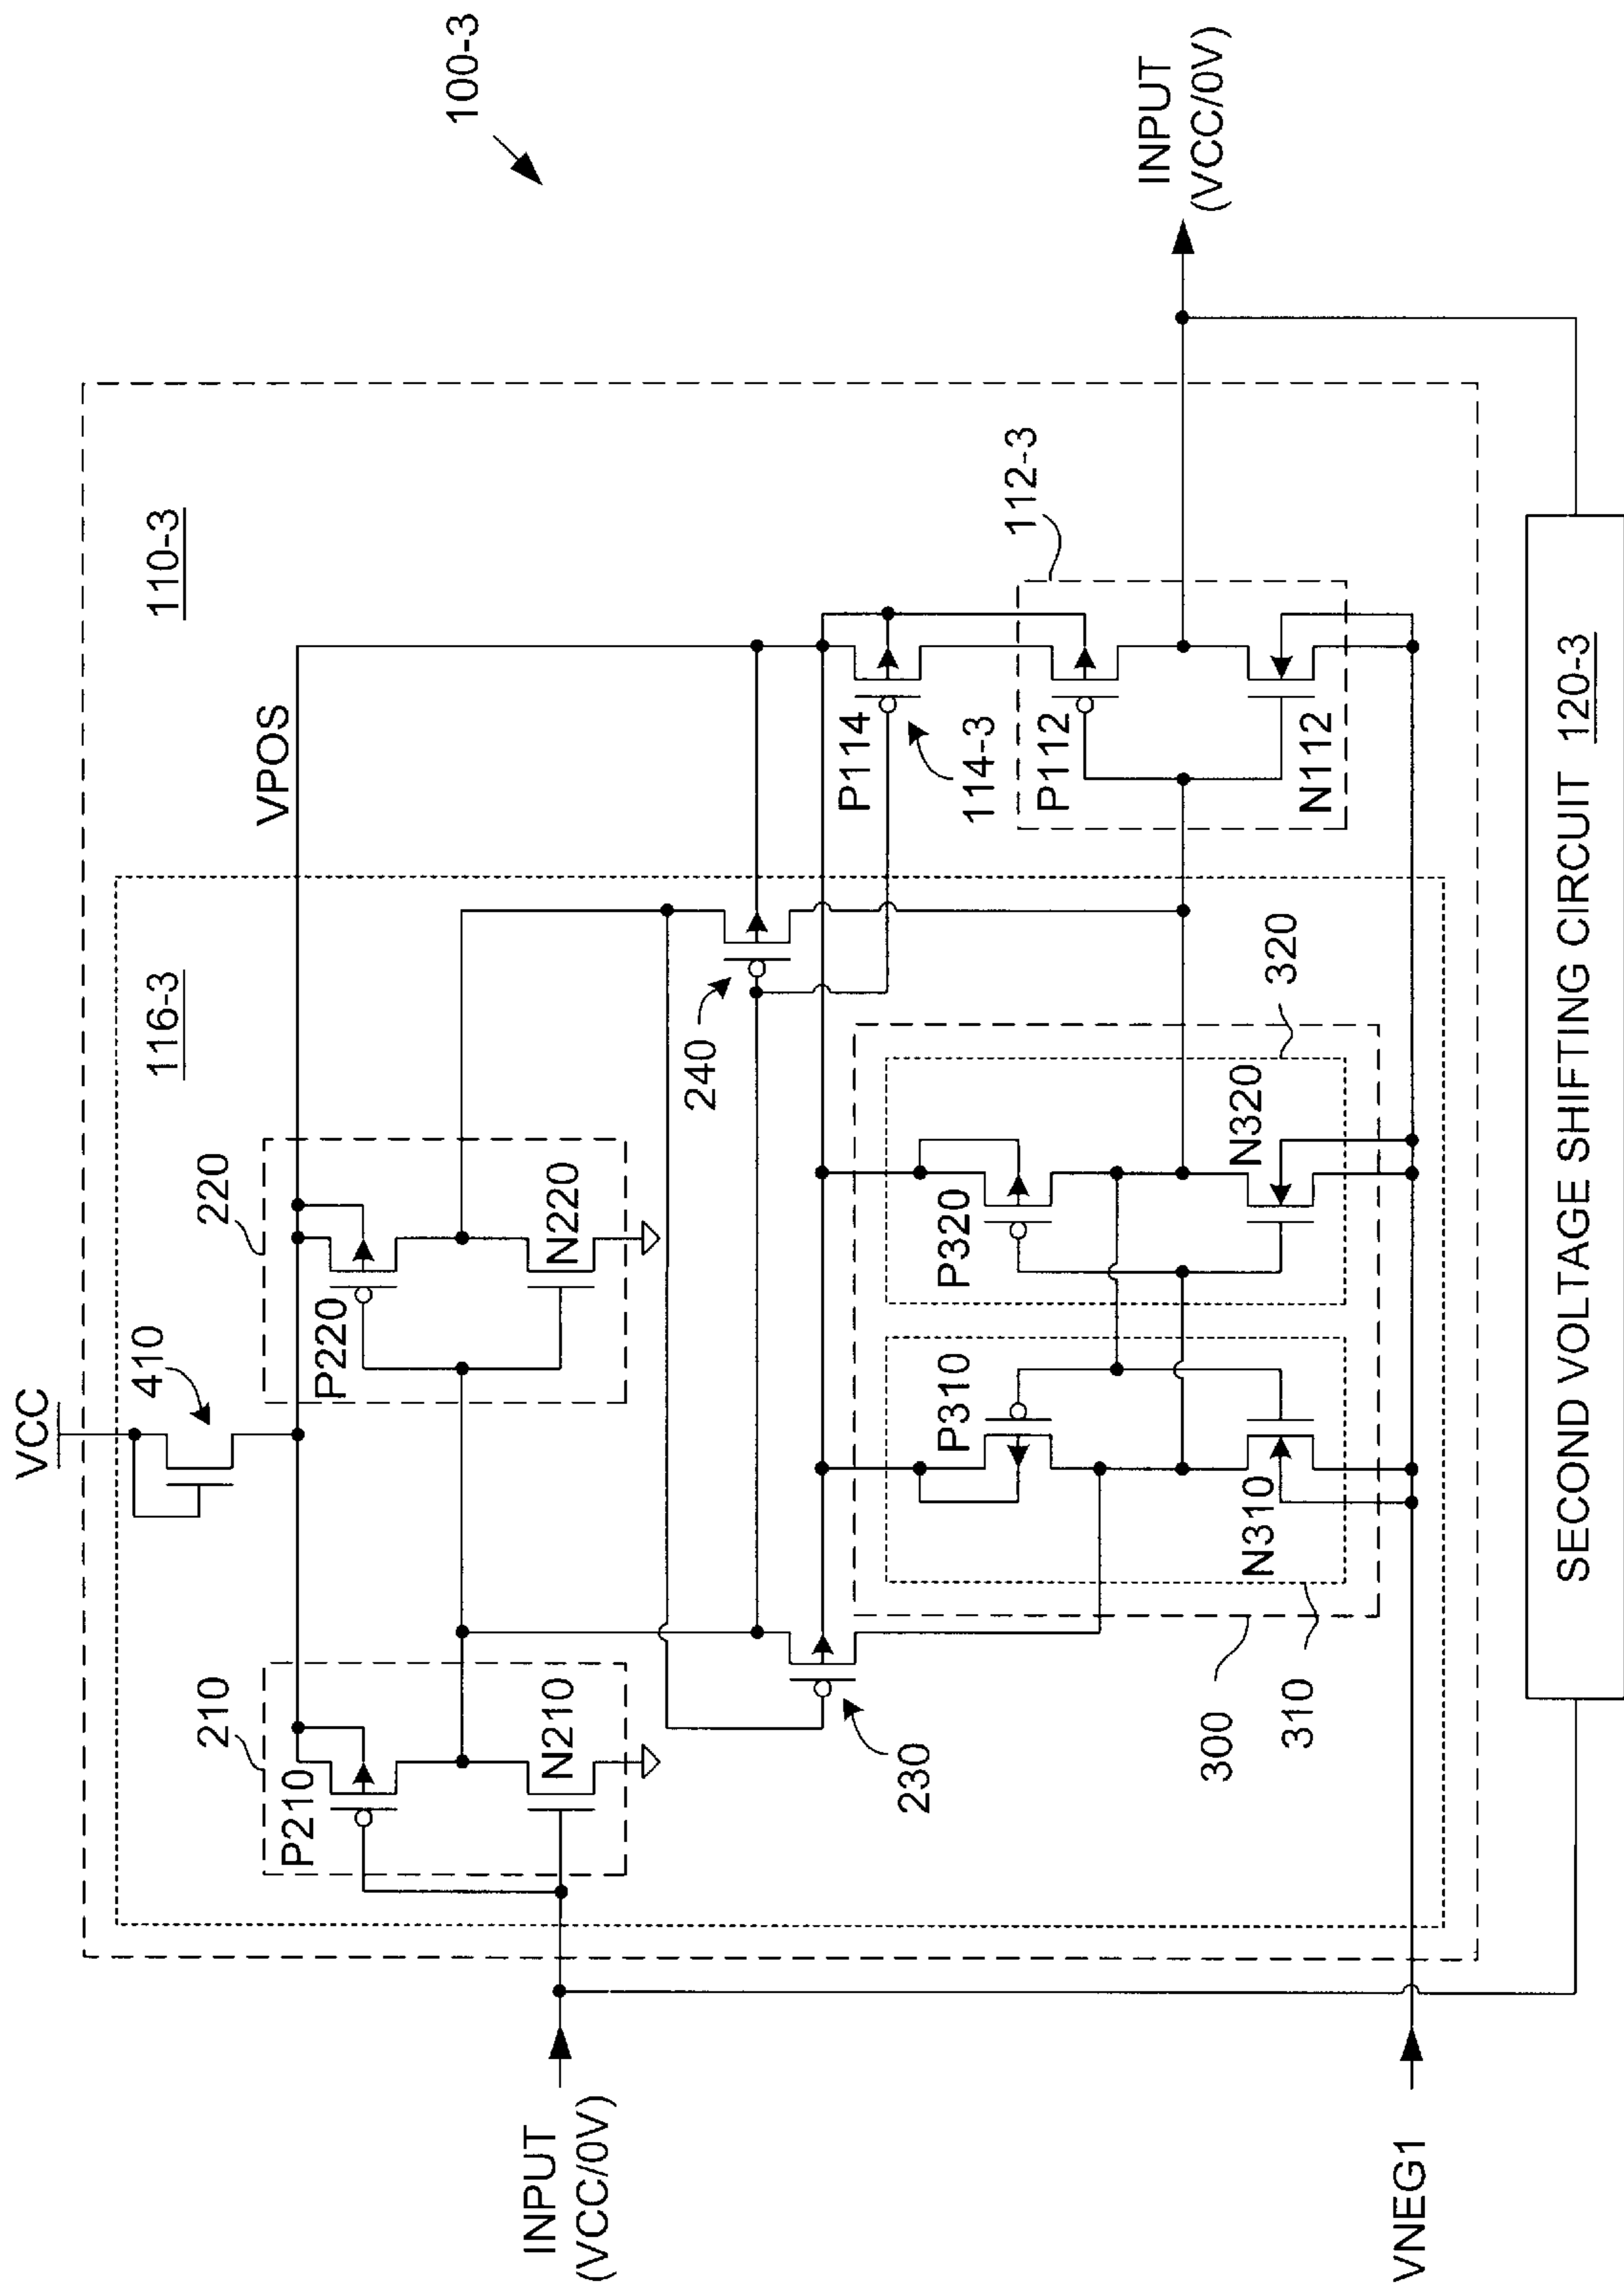 100-3
VCC
410
110-3
116-3
VPOS
210
P210
N210
220
P220
N220
240
230
P114
114-3
112-3
P112
N112
INPUT
(VCC/0V)
INPUT
(VCC/0V)
P310
N310
P320
N320
300
310
320
VNEG1
SECOND VOLTAGE SHIFTING CIRCUIT 120-3